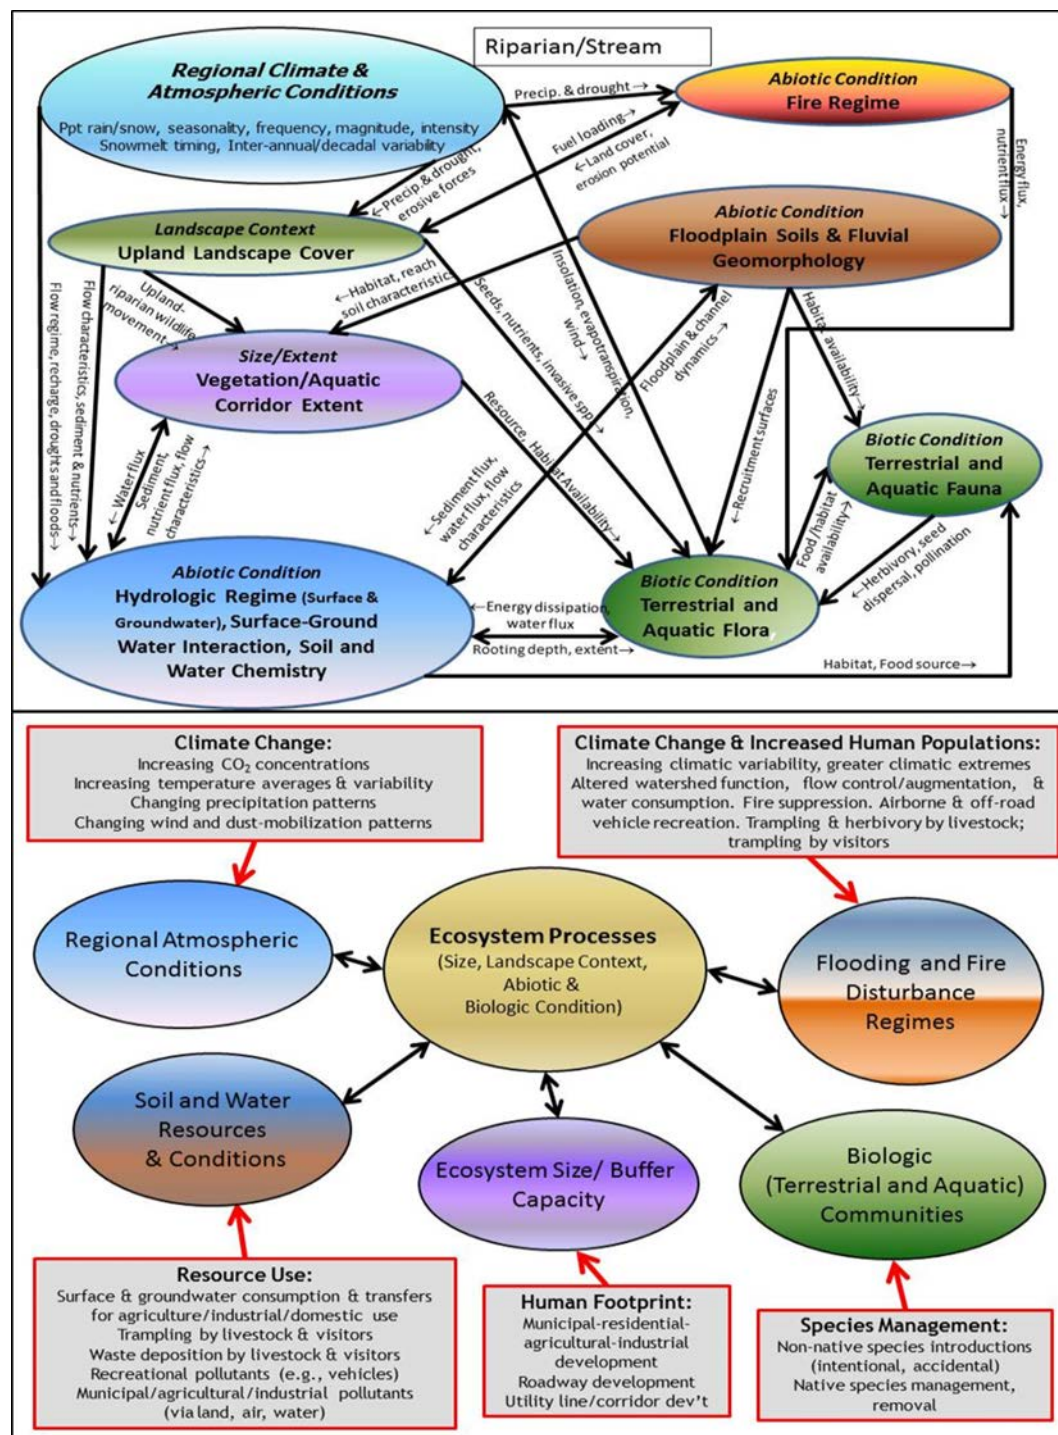 Riparian/Stream
Regional Climate &
Atmospheric Conditions
Ppt rain/snow, seasonality, frequency, magnitude, intensity
Snowmelt timing, Inter-annual/decadal variability
Precip. & drought→
Abiotic Condition
Fire Regime
Fuel loading→
←Land cover,
erosion potential
←Precip.& drought,
erosive forces
Energy flux,
nutrient flux→
Landscape Context
Upland Landscape Cover
Abiotic Condition
Floodplain Soils & Fluvial
Geomorphology
←Habitat, reach
soil characteristics
Upland-
riparian wildlife
movement→
Flow regime, recharge, droughts and floods→
Flow characteristics, sediment & nutrients→
Seeds, nutrients, invasive spp→
Insolation, evapotranspiration,
wind→
Floodplain & channel
dynamics→
Habitat availability→
Size/Extent
Vegetation/Aquatic
Corridor Extent
Resource, Habitat Availability→
←Recruitment surfaces
Biotic Condition
Terrestrial and
Aquatic Fauna
←Water flux
Sediment,
nutrient flux, flow
characteristics→
←Sediment flux,
water flux, flow
characteristics
Food/habitat
availability→
←Herbivory, seed
dispersal, pollination
Abiotic Condition
Hydrologic Regime (Surface &
Groundwater), Surface-Ground
Water Interaction, Soil and
Water Chemistry
←Energy dissipation,
water flux
Rooting depth, extent→
Biotic Condition
Terrestrial and
Aquatic Flora,
Habitat, Food source→
Climate Change:
Increasing CO₂ concentrations
Increasing temperature averages & variability
Changing precipitation patterns
Changing wind and dust-mobilization patterns
Climate Change & Increased Human Populations:
Increasing climatic variability, greater climatic extremes
Altered watershed function, flow control/augmentation, &
water consumption. Fire suppression. Airborne & off-road
vehicle recreation. Trampling & herbivory by livestock;
trampling by visitors
Regional Atmospheric
Conditions
Ecosystem Processes
(Size, Landscape Context,
Abiotic &
Biologic Condition)
Flooding and Fire
Disturbance
Regimes
Soil and Water
Resources
& Conditions
Ecosystem Size/ Buffer
Capacity
Biologic
(Terrestrial and Aquatic)
Communities
Resource Use:
Surface & groundwater consumption & transfers
for agriculture/industrial/domestic use
Trampling by livestock & visitors
Waste deposition by livestock & visitors
Recreational pollutants (e.g., vehicles)
Municipal/agricultural/industrial pollutants
(via land, air, water)
Human Footprint:
Municipal-residential-
agricultural-industrial
development
Roadway development
Utility line/corridor dev't
Species Management:
Non-native species introductions
(intentional, accidental)
Native species management,
removal